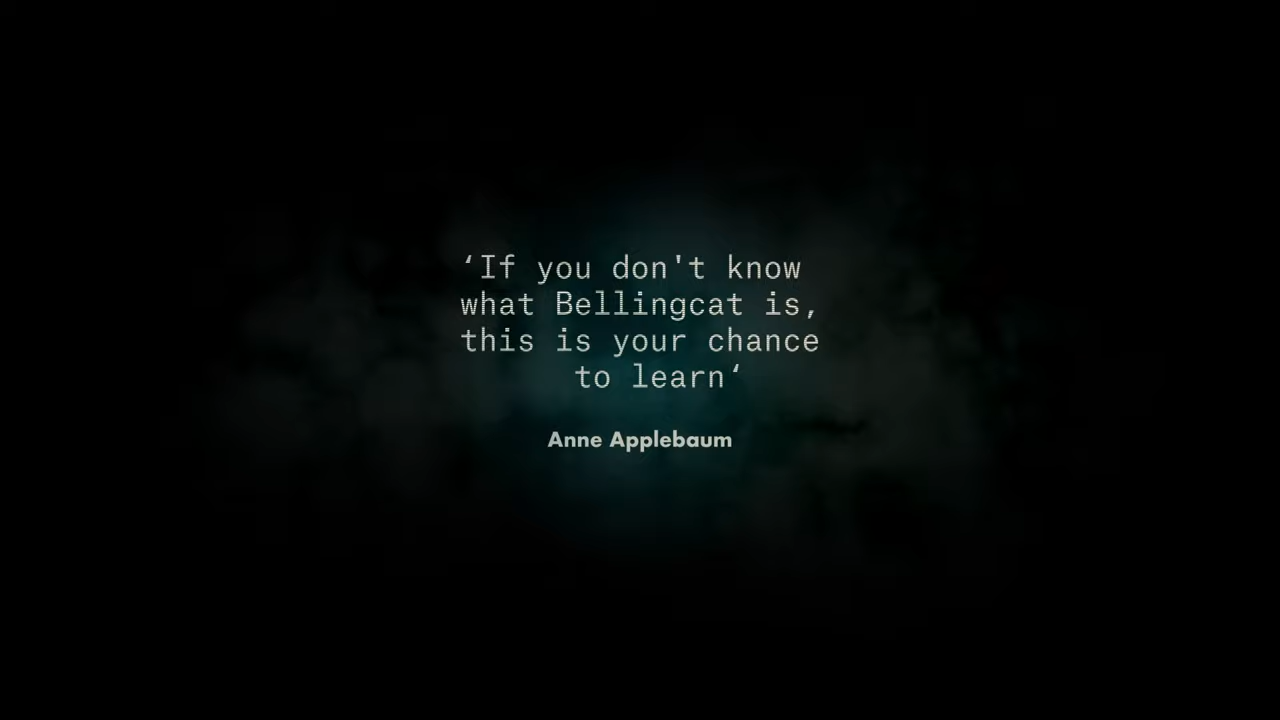 ‘If you don't know
what Bellingcat is,
this is your chance
to learn‘
Anne Applebaum